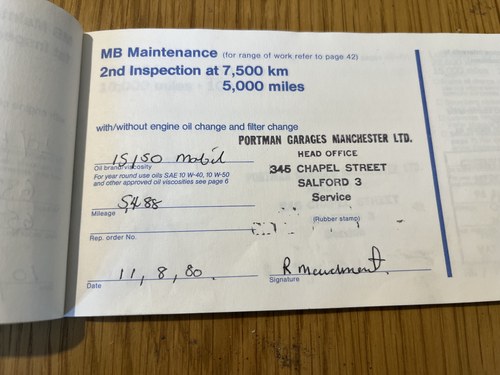 MB Maintenance (for range of work refer to page 42)
2nd Inspection at 7,500 km
5,000 miles
with/without engine oil change and filter change
PORTMAN GARAGES MANCHESTER LTD.
HEAD OFFICE
345 CHAPEL STREET
SALFORD 3
Service
(Rubber stamp)
15/50 Mobil
Oil brand/viscosity
For year round use oils SAE 10 W-40, 10 W-50
and other approved oil viscosities see page 6
5488
Mileage
Rep. order No.
11, 8, 80.
Date
R
Signature